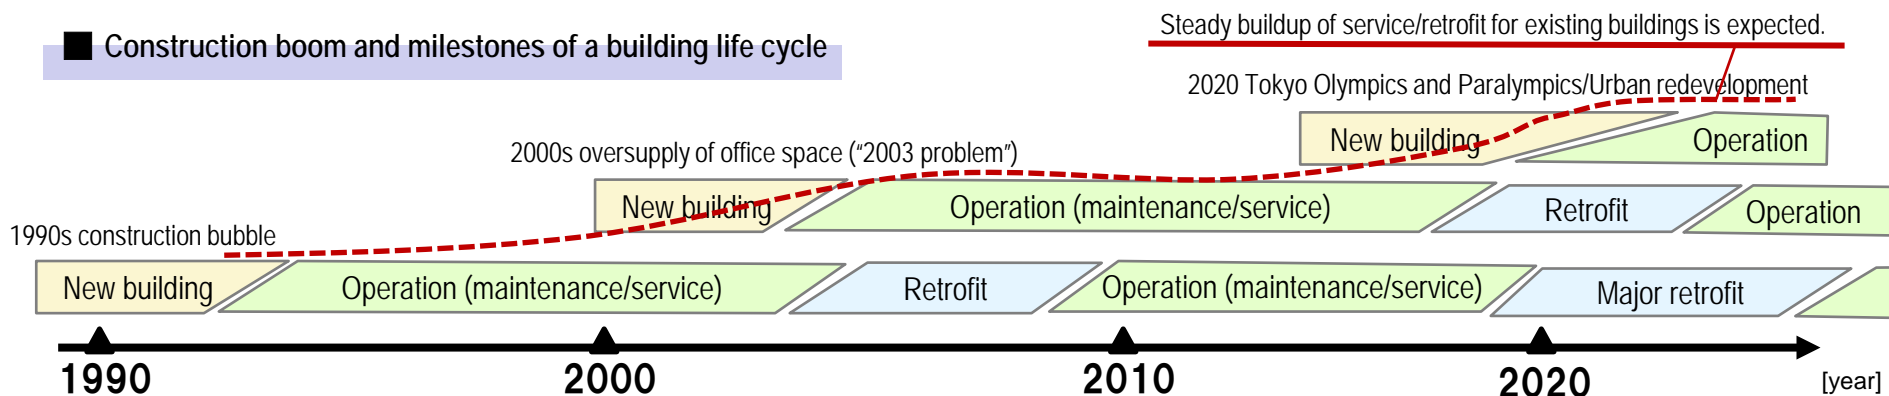 ■ Construction boom and milestones of a building life cycle
Steady buildup of service/retrofit for existing buildings is expected.
2020 Tokyo Olympics and Paralympics/Urban redevelopment
New building
Operation
2000s oversupply of office space (“2003 problem”)
New building
Operation (maintenance/service)
Retrofit
Operation
1990s construction bubble
New building
Operation (maintenance/service)
Retrofit
Operation (maintenance/service)
Major retrofit
1990
2000
2010
2020
[year]